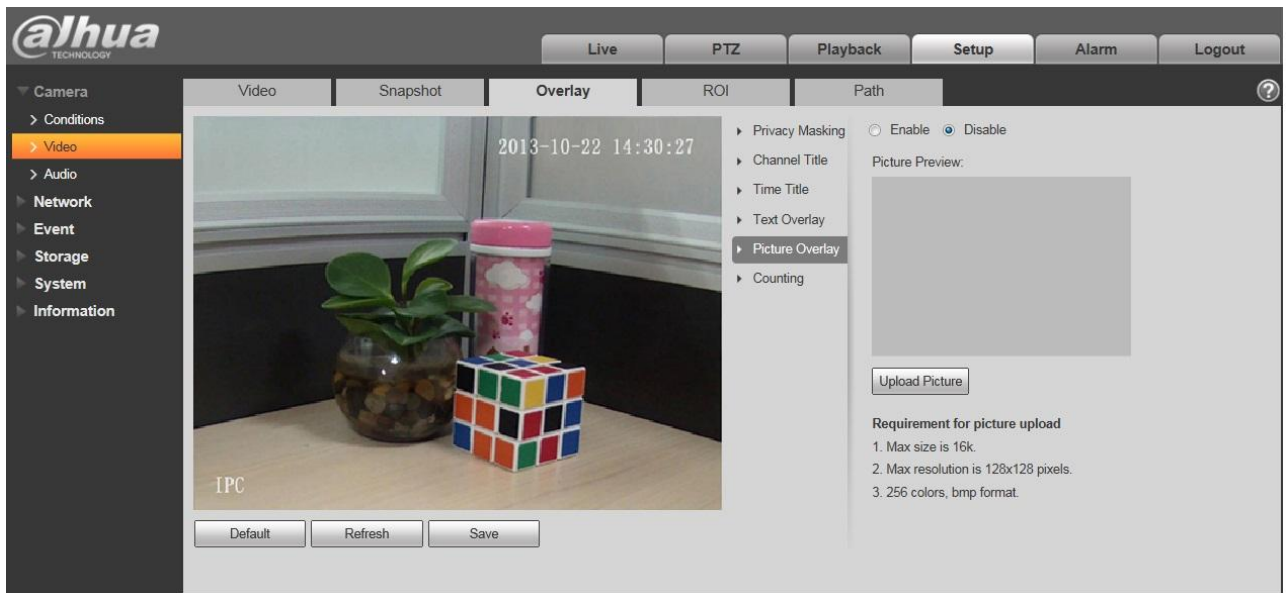 alhua
TECHNOLOGY
Live PTZ Playback Setup Alarm Logout
Camera
Conditions
Video
Audio
Network
Event
Storage
System
Information
Video Snapshot Overlay ROI Path
?
2013-10-22 14:30:27
IPC
Default Refresh Save
Privacy Masking
Channel Title
Time Title
Text Overlay
Picture Overlay
Counting
Enable Disable
Picture Preview:
Upload Picture
Requirement for picture upload
1. Max size is 16k.
2. Max resolution is 128x128 pixels.
3. 256 colors, bmp format.